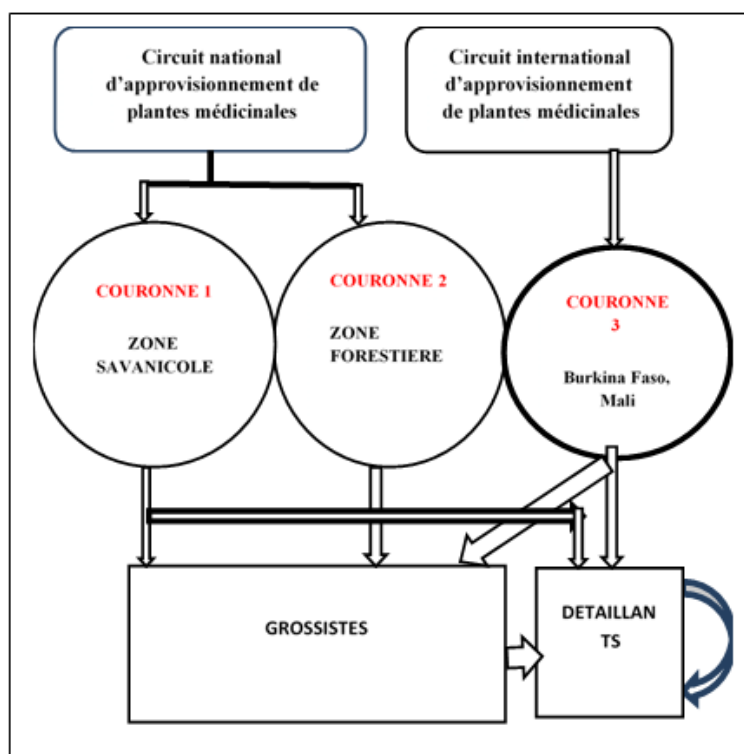 Circuit national
d'approvisionnement de
plantes médicinales
Circuit international
d'approvisionnement
de plantes médicinales
COURONNE 1
ZONE
SAVANICOLE
COURONNE 2
ZONE
FORESTIERE
COURONNE
3
Burkina Faso,
Mali
GROSSISTES
DETAILLAN
TS